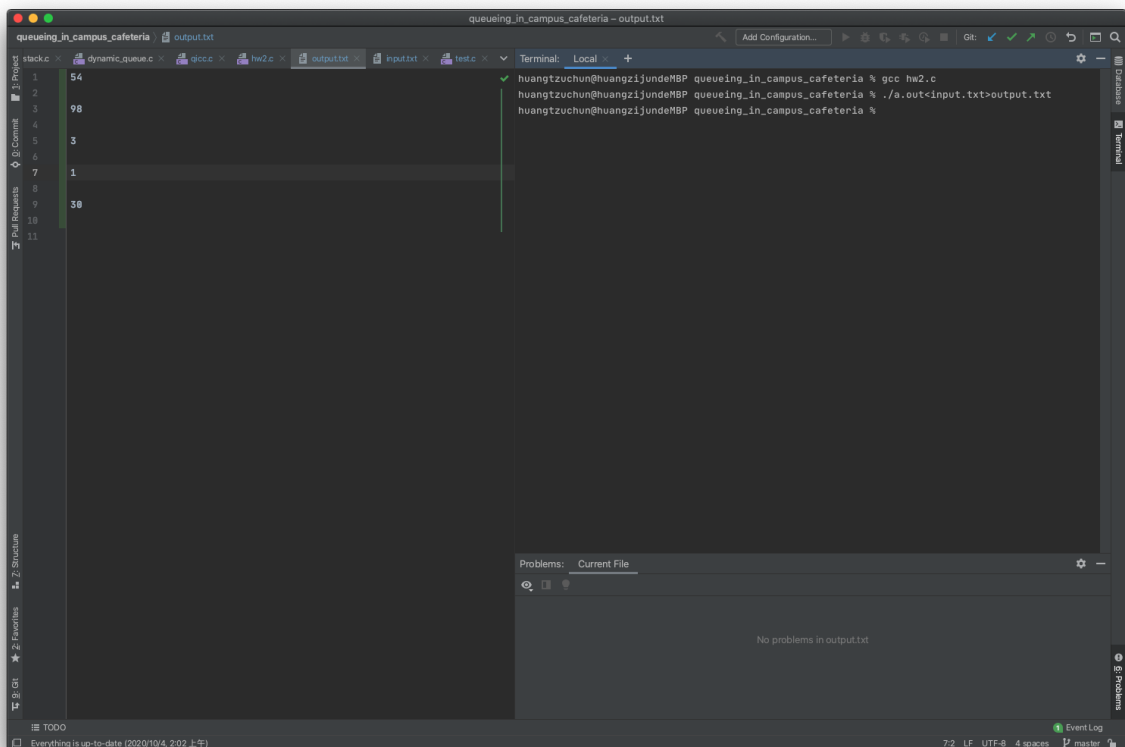 queueing_in_campus_cafeteria – output.txt
queueing_in_campus_cafeteria output.txt
Add Configuration...
Git:
stack.c dynamic_queue.c qicc.c hw2.c output.txt input.txt test.c
Terminal: Local +
1 54
2
3 98
4
5 3
6
7 1
8
9 30
10
11
huangtzuchun@huangzijundeMBP queueing_in_campus_cafeteria % gcc hw2.c
huangtzuchun@huangzijundeMBP queueing_in_campus_cafeteria % ./a.out<input.txt>output.txt
huangtzuchun@huangzijundeMBP queueing_in_campus_cafeteria %
1: Project
0: Commit
Pull Requests
7: Structure
2: Favorites
9: Git
Database
Terminal
6: Problems
Problems: Current File
No problems in output.txt
TODO
1 Event Log
Everything is up-to-date (2020/10/4, 2:02 上午)
7:2 LF UTF-8 4 spaces master